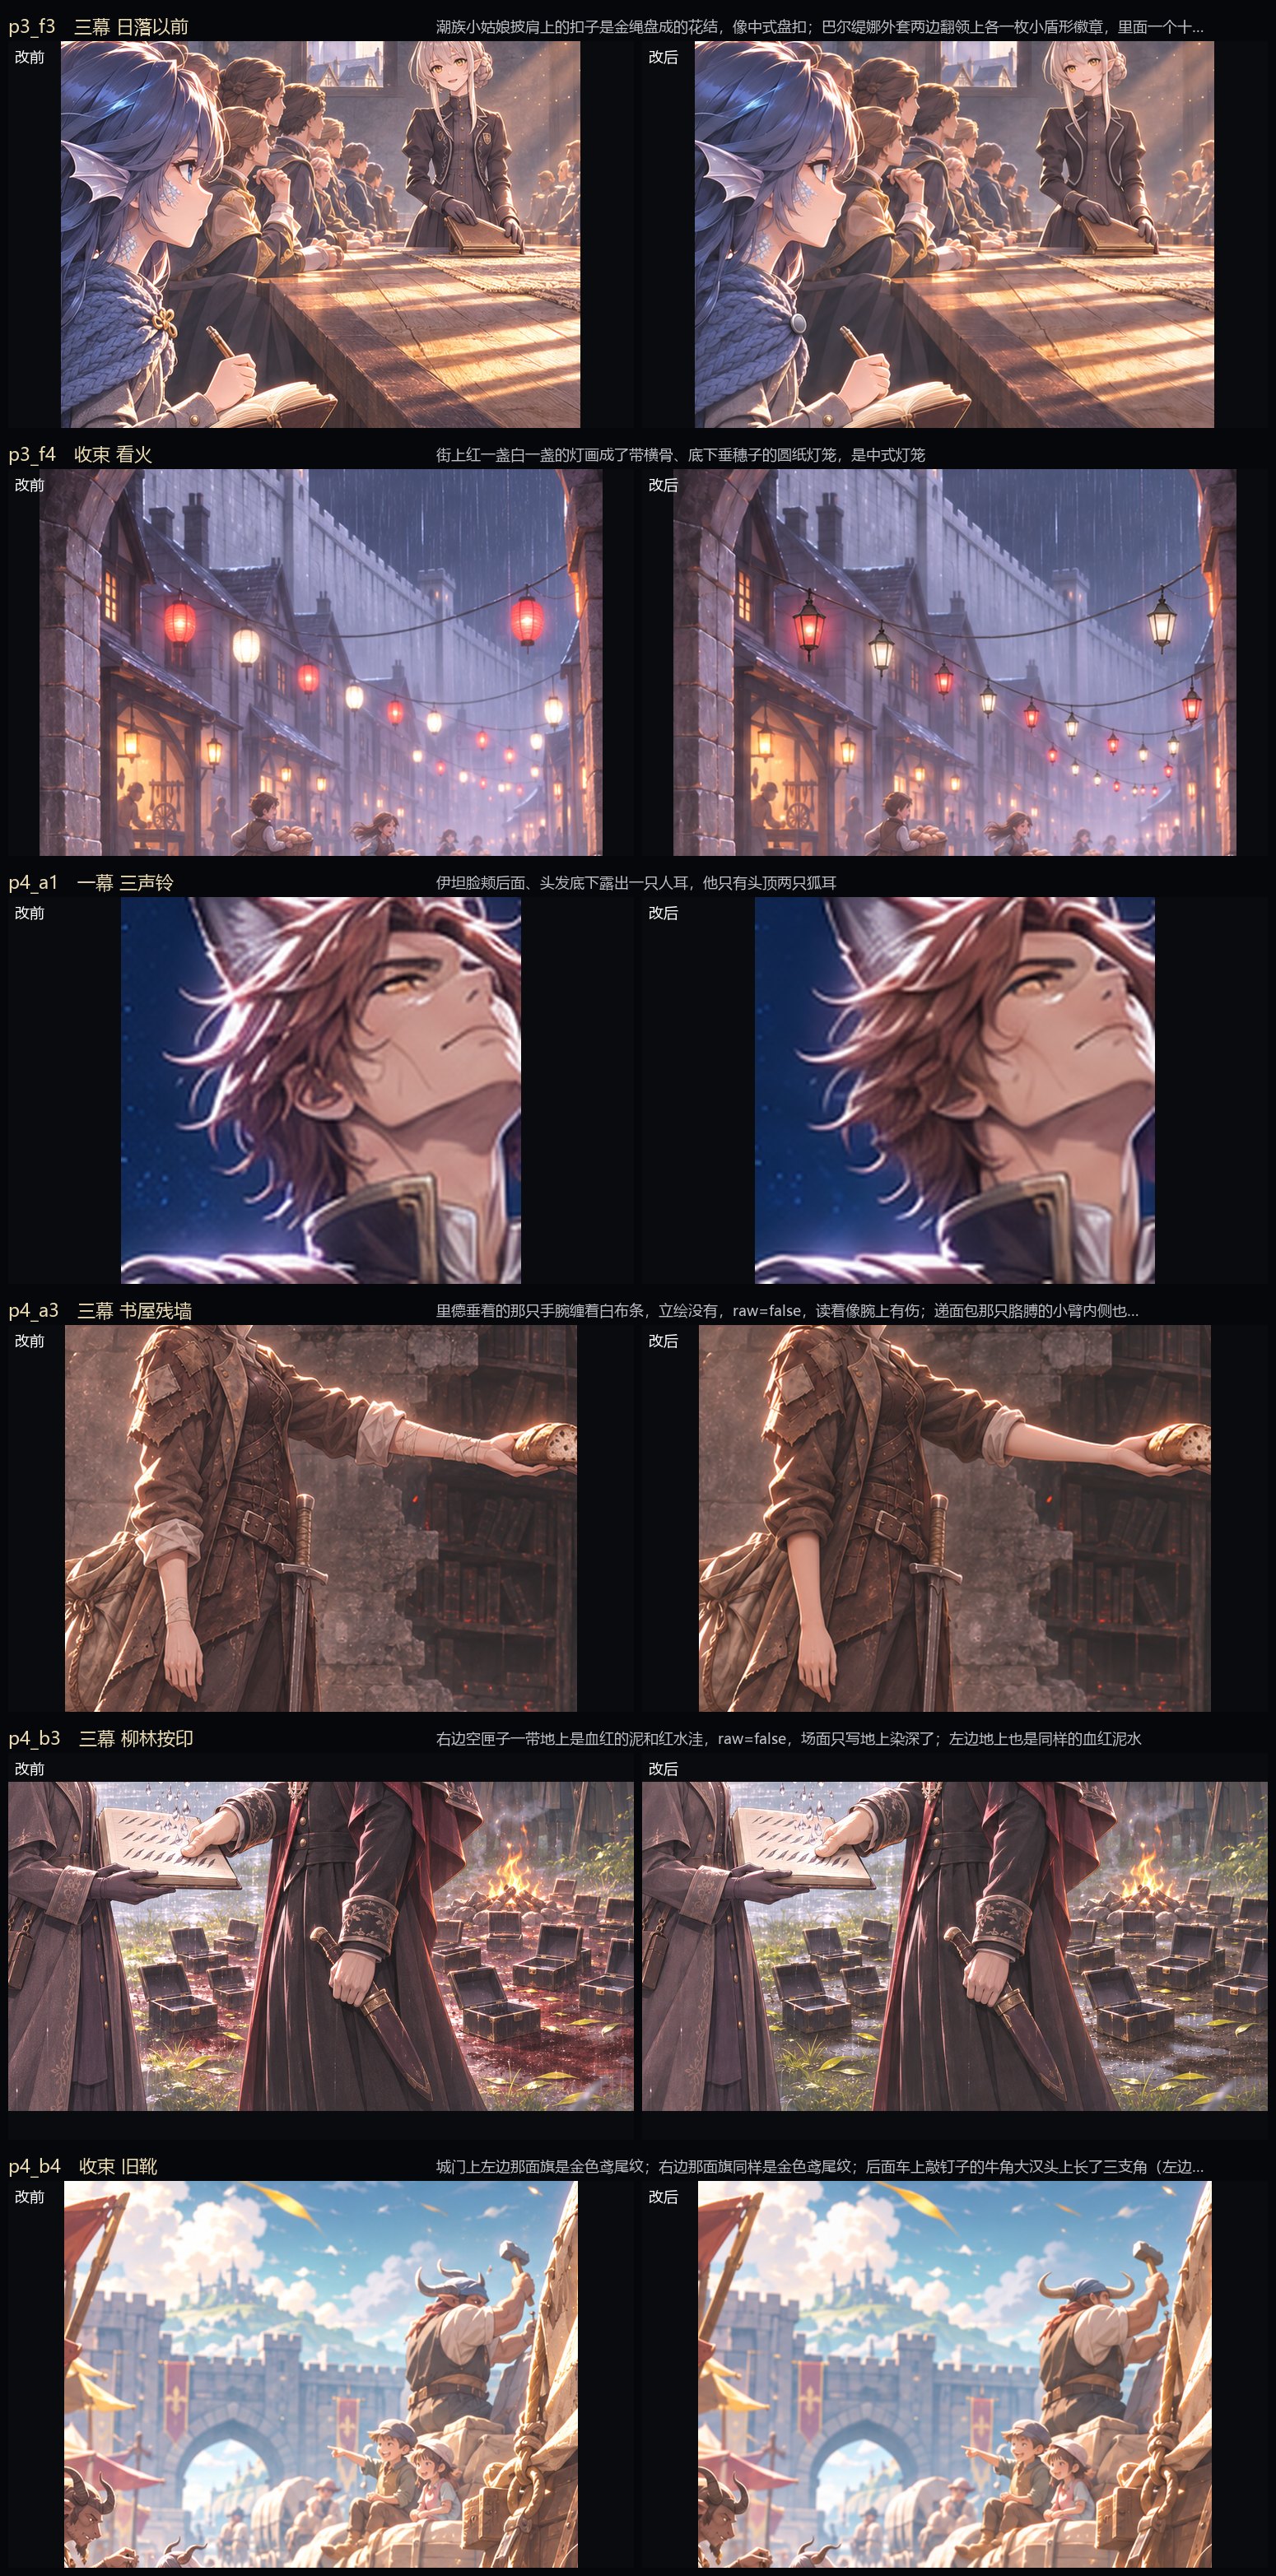 p3_f3 三幕 日落以前 潮族小姑娘披肩上的扣子是金绳盘成的花结，像中式盘扣；巴尔缇娜外套两边翻领上各一枚小盾形徽章，里面一个十...
改前 改后
p3_f4 收束 看火 街上红一盏白一盏的灯画成了带横骨、底下垂穗子的圆纸灯笼，是中式灯笼
改前 改后
p4_a1 一幕 三声铃 伊坦脸颊后面、头发底下露出一只人耳，他只有头顶两只狐耳
改前 改后
p4_a3 三幕 书屋残墙 里德垂着的那只手腕缠着白布条，立绘没有，raw=false，读着像腕上有伤；递面包那只胳膊的小臂内侧也...
改前 改后
p4_b3 三幕 柳林按印 右边空匣子一带地上是血红的泥和红水洼，raw=false，场面只写地上染深了；左边地上也是同样的血红泥水
改前 改后
p4_b4 收束 旧靴 城门上左边那面旗是金色鸢尾纹；右边那面旗同样是金色鸢尾纹；后面车上敲钉子的牛角大汉头上长了三支角（左边...
改前 改后